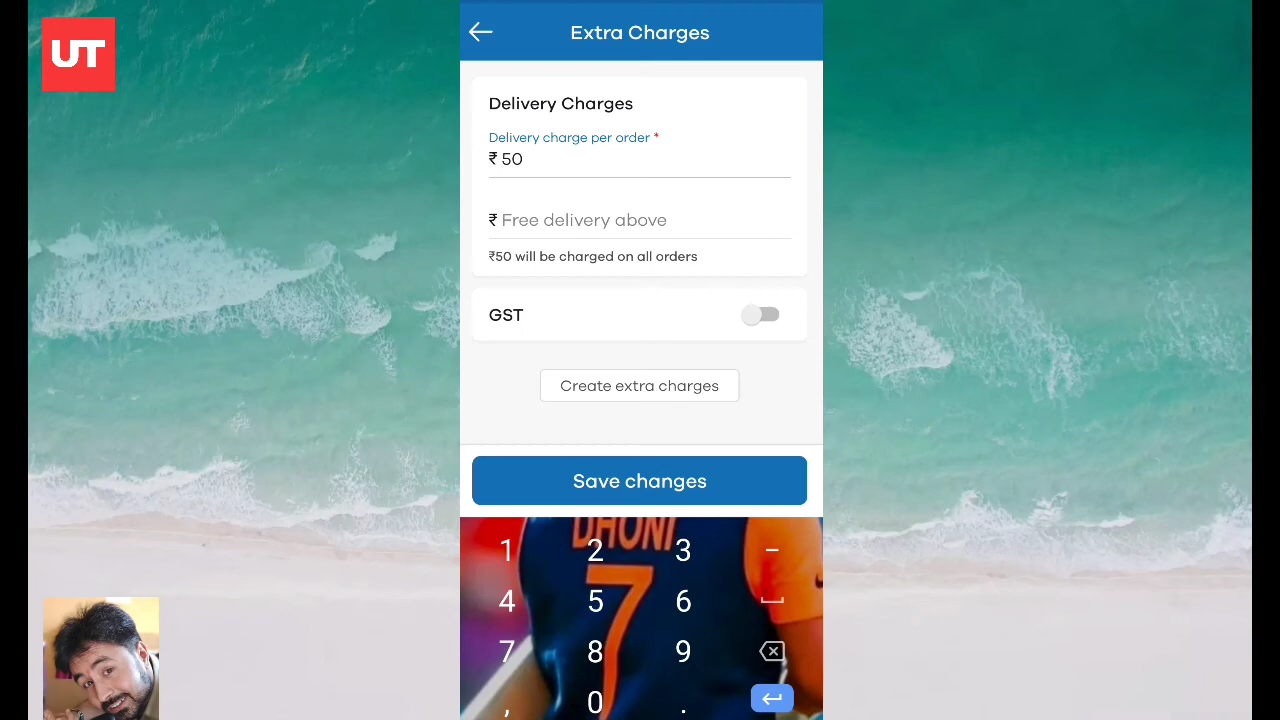 UT
Extra Charges
Delivery Charges
Delivery charge per order *
₹ 50
₹ Free delivery above
₹50 will be charged on all orders
GST
Create extra charges
Save changes
DHONI
7
1 2 3 -
4 5 6
7 8 9
, 0 .